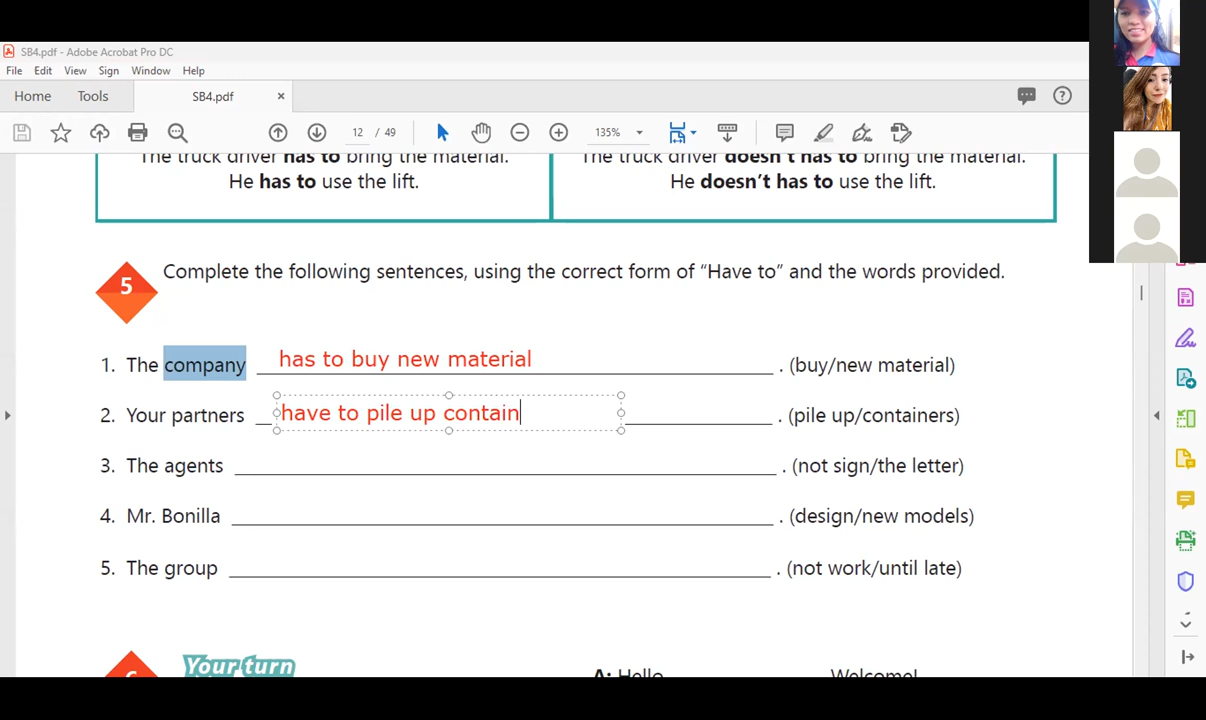 SB4.pdf - Adobe Acrobat Pro DC
File Edit View Sign Window Help
Home Tools SB4.pdf ×
12 / 49 135%
The truck driver has to bring the material.
He has to use the lift.
The truck driver doesn't has to bring the material.
He doesn't has to use the lift.
5 Complete the following sentences, using the correct form of “Have to” and the words provided.
1. The company has to buy new material . (buy/new material)
2. Your partners have to pile up contain . (pile up/containers)
3. The agents . (not sign/the letter)
4. Mr. Bonilla . (design/new models)
5. The group . (not work/until late)
6 Your turn
A: Hello Welcome!